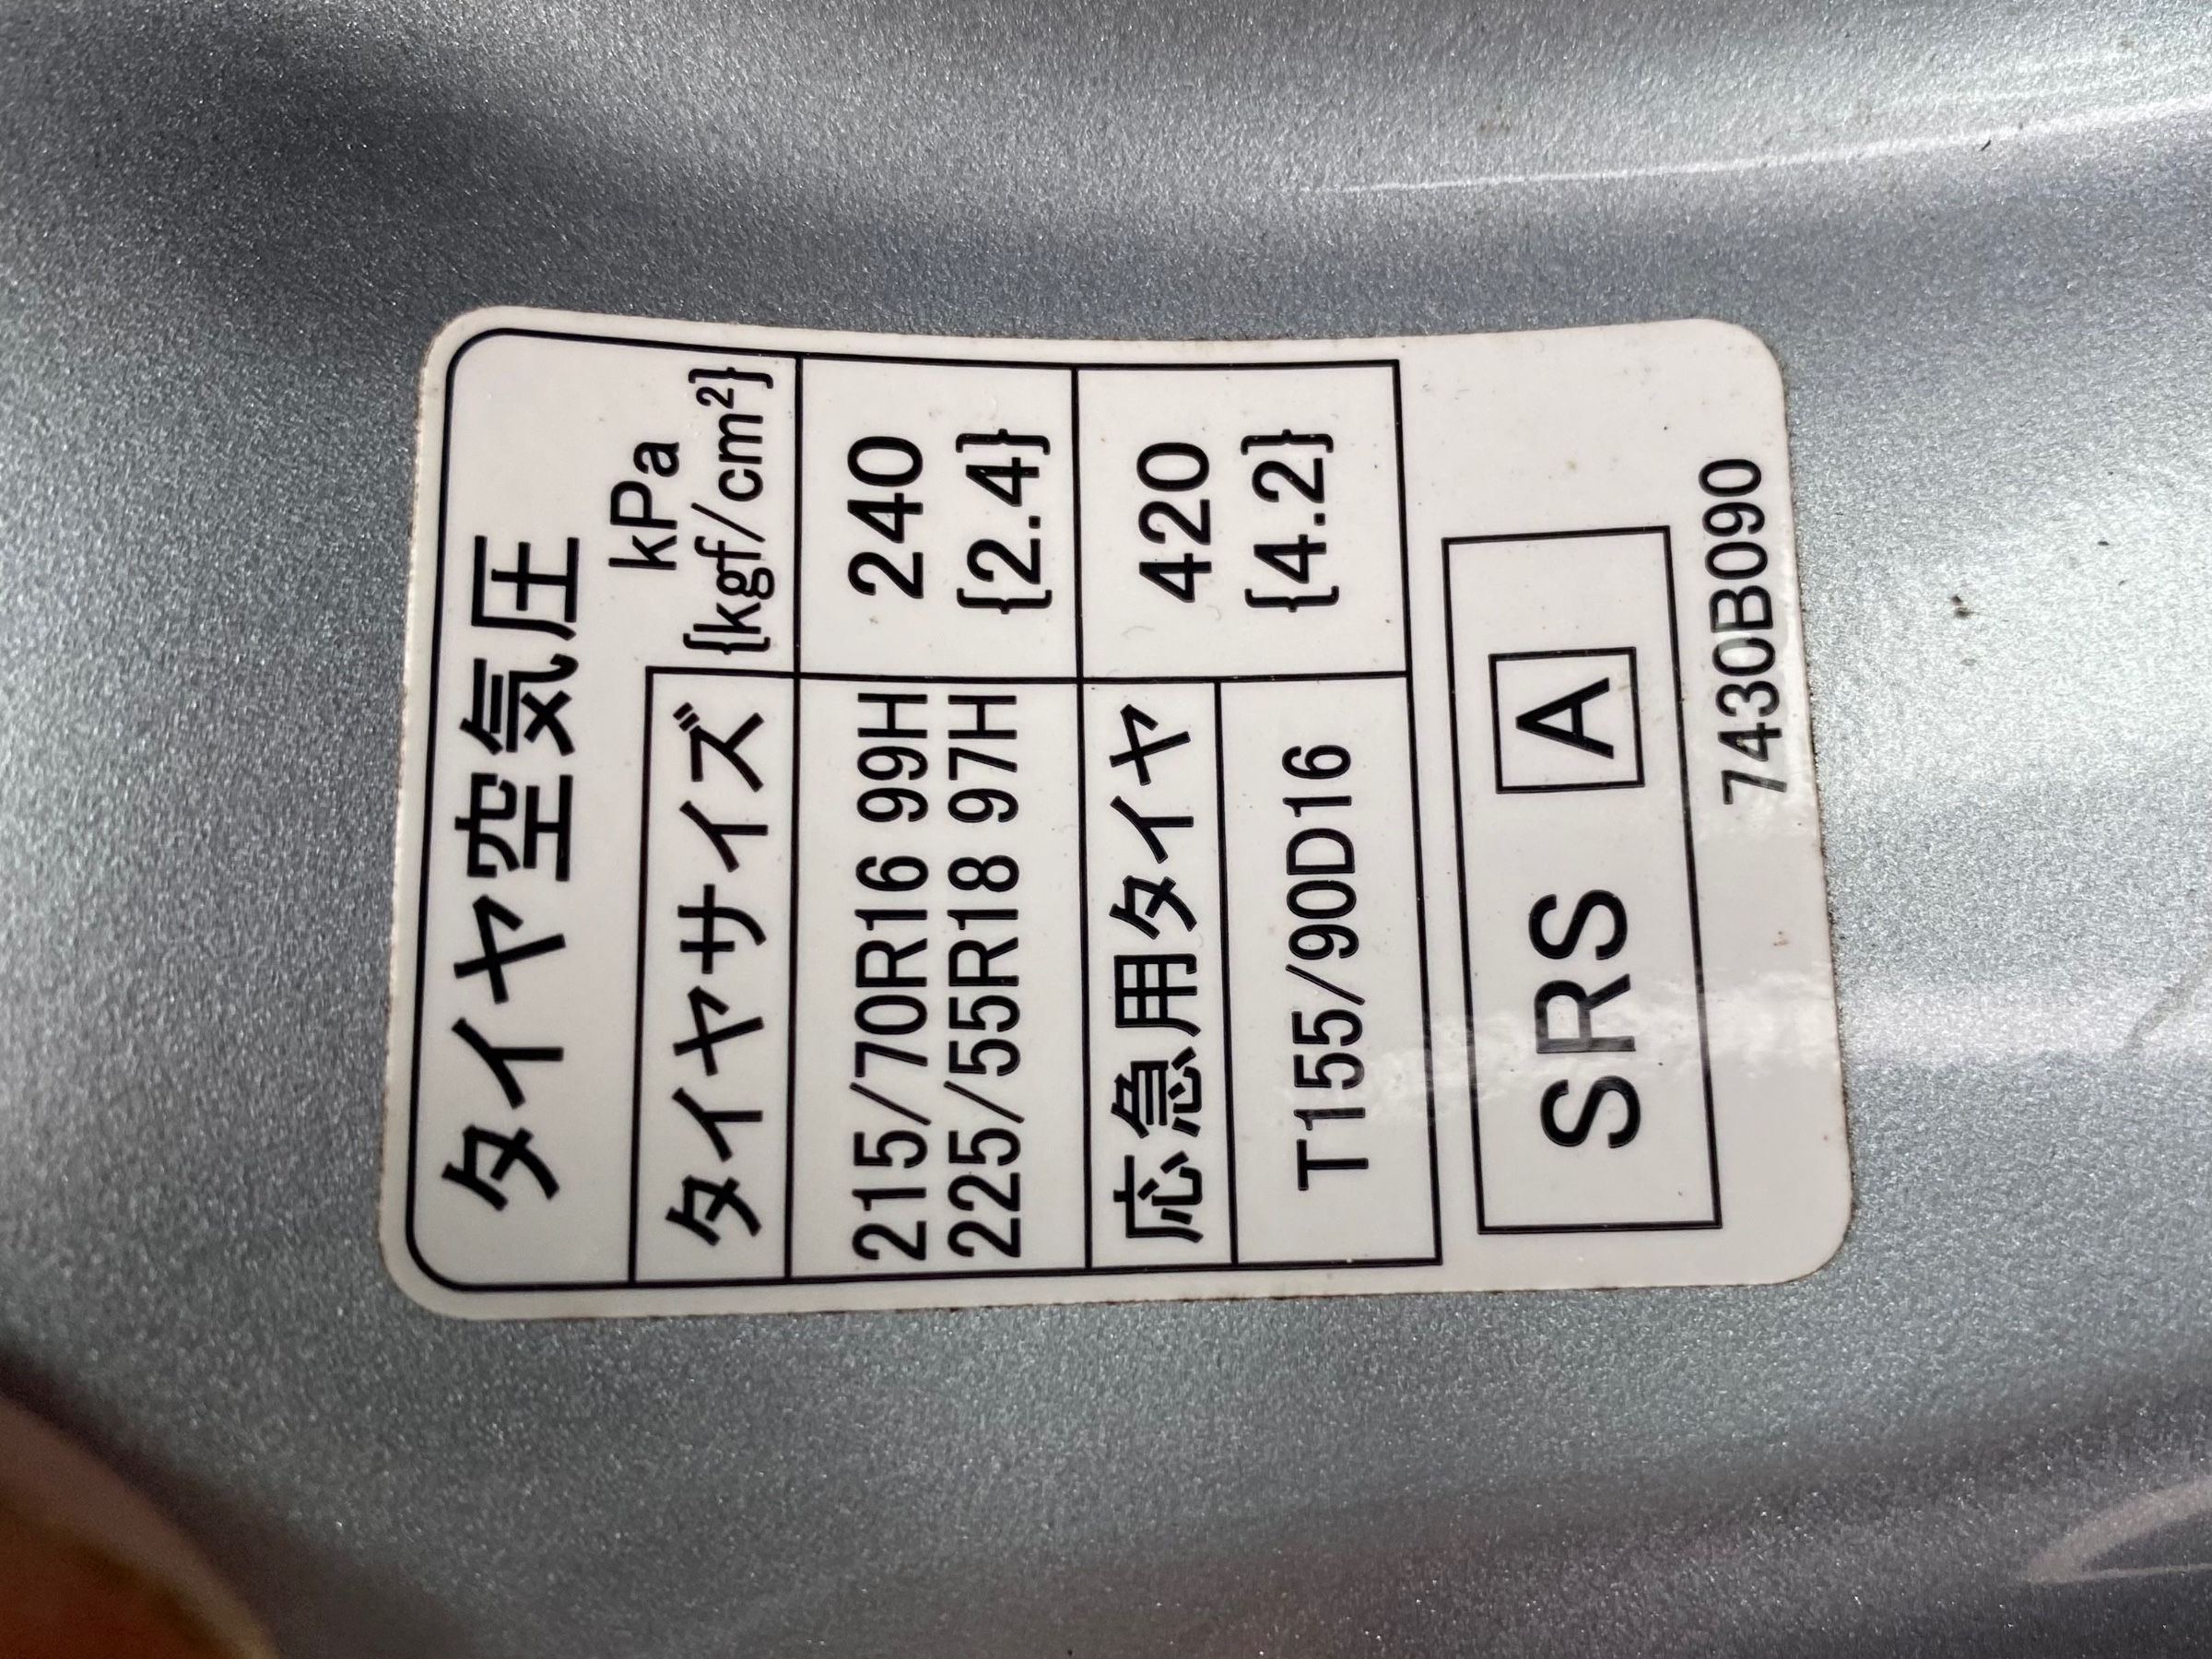 タイヤ空気圧
kPa
タイヤサイズ {kgf/cm²}
215/70R16 99H 240
225/55R18 97H {2.4}
応急用タイヤ 420
T155/90D16 {4.2}
SRS A
7430B090